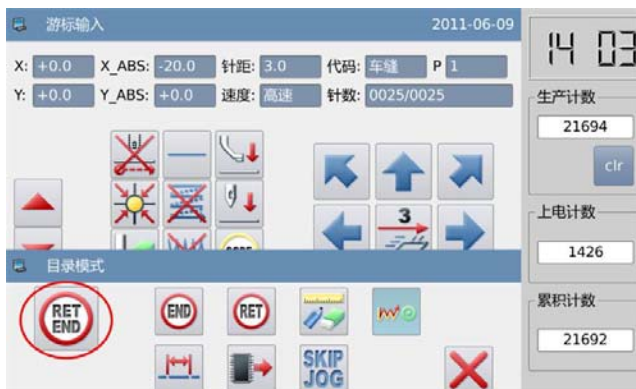 游标输入 2011-06-09
X: +0.0 X_ABS: -20.0 针距: 3.0 代码: 车缝 P 1
Y: +0.0 Y_ABS: +0.0 速度: 高速 针数: 0025/0025
3
目录模式
RET
END
END
RET
SKIP
JOG
14 03
生产计数
21694
clr
上电计数
1426
累积计数
21692